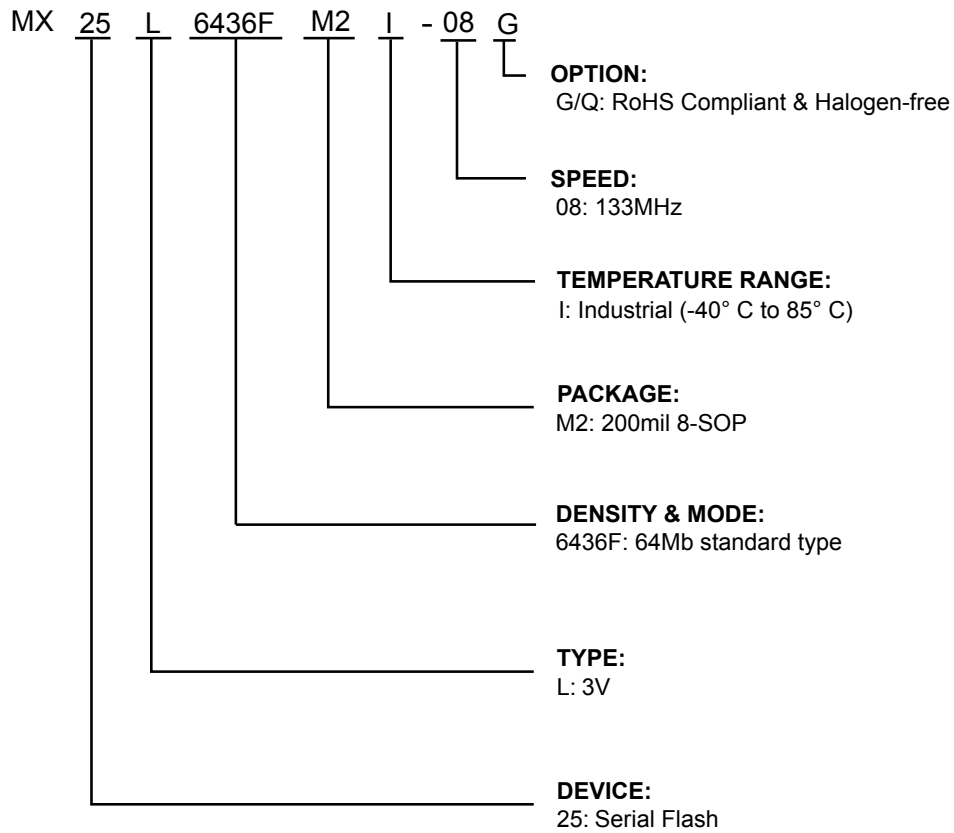 MX 25 L 6436F M2 I - 08 G
OPTION:
G/Q: RoHS Compliant & Halogen-free
SPEED:
08: 133MHz
TEMPERATURE RANGE:
I: Industrial (-40° C to 85° C)
PACKAGE:
M2: 200mil 8-SOP
DENSITY & MODE:
6436F: 64Mb standard type
TYPE:
L: 3V
DEVICE:
25: Serial Flash